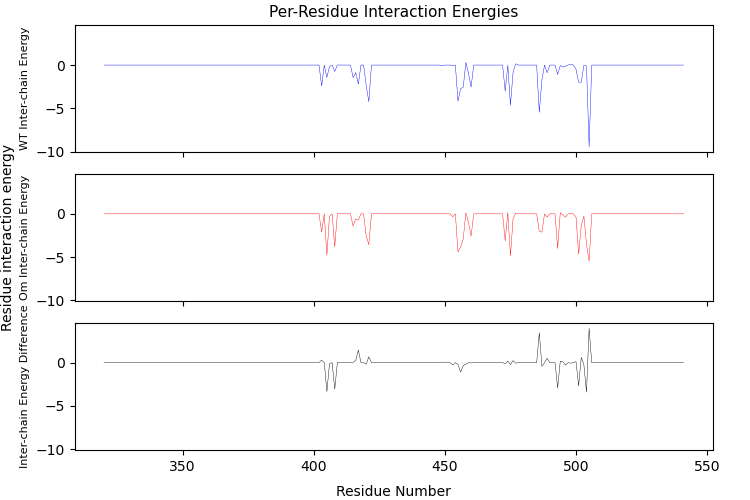 Per-Residue Interaction Energies
Residue interaction energy
WT Inter-chain Energy
0
−5
−10
Om Inter-chain Energy
0
−5
−10
Inter-chain Energy Difference
0
−5
−10
350
400
450
500
550
Residue Number